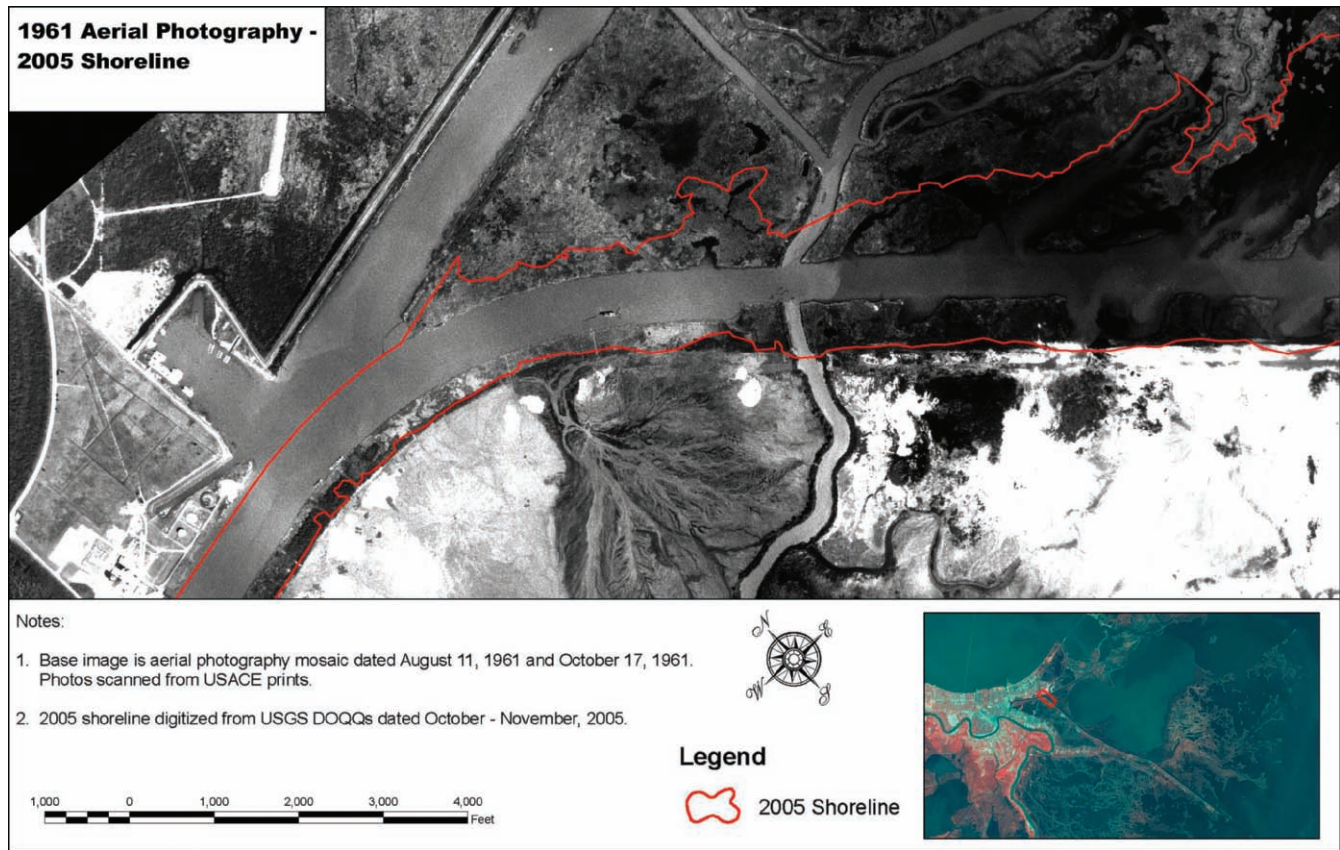 1961 Aerial Photography -
2005 Shoreline
Notes:
1. Base image is aerial photography mosaic dated August 11, 1961 and October 17, 1961.
Photos scanned from USACE prints.
2. 2005 shoreline digitized from USGS DOQQs dated October - November, 2005.
N E
W S
Legend
2005 Shoreline
1,000 0 1,000 2,000 3,000 4,000
Feet